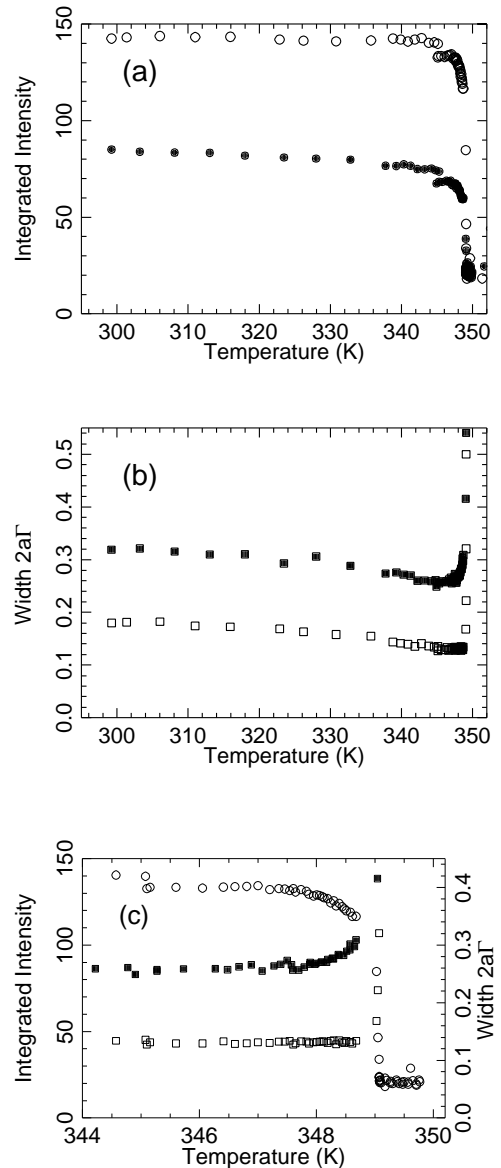 150
100
50
0
Integrated Intensity
(a)
300 310 320 330 340 350
Temperature (K)
0.5
0.4
0.3
0.2
0.1
0.0
Width 2aΓ
(b)
300 310 320 330 340 350
Temperature (K)
150
100
50
0
Integrated Intensity
(c)
0.4
0.3
0.2
0.1
0.0
Width 2aΓ
344 346 348 350
Temperature (K)